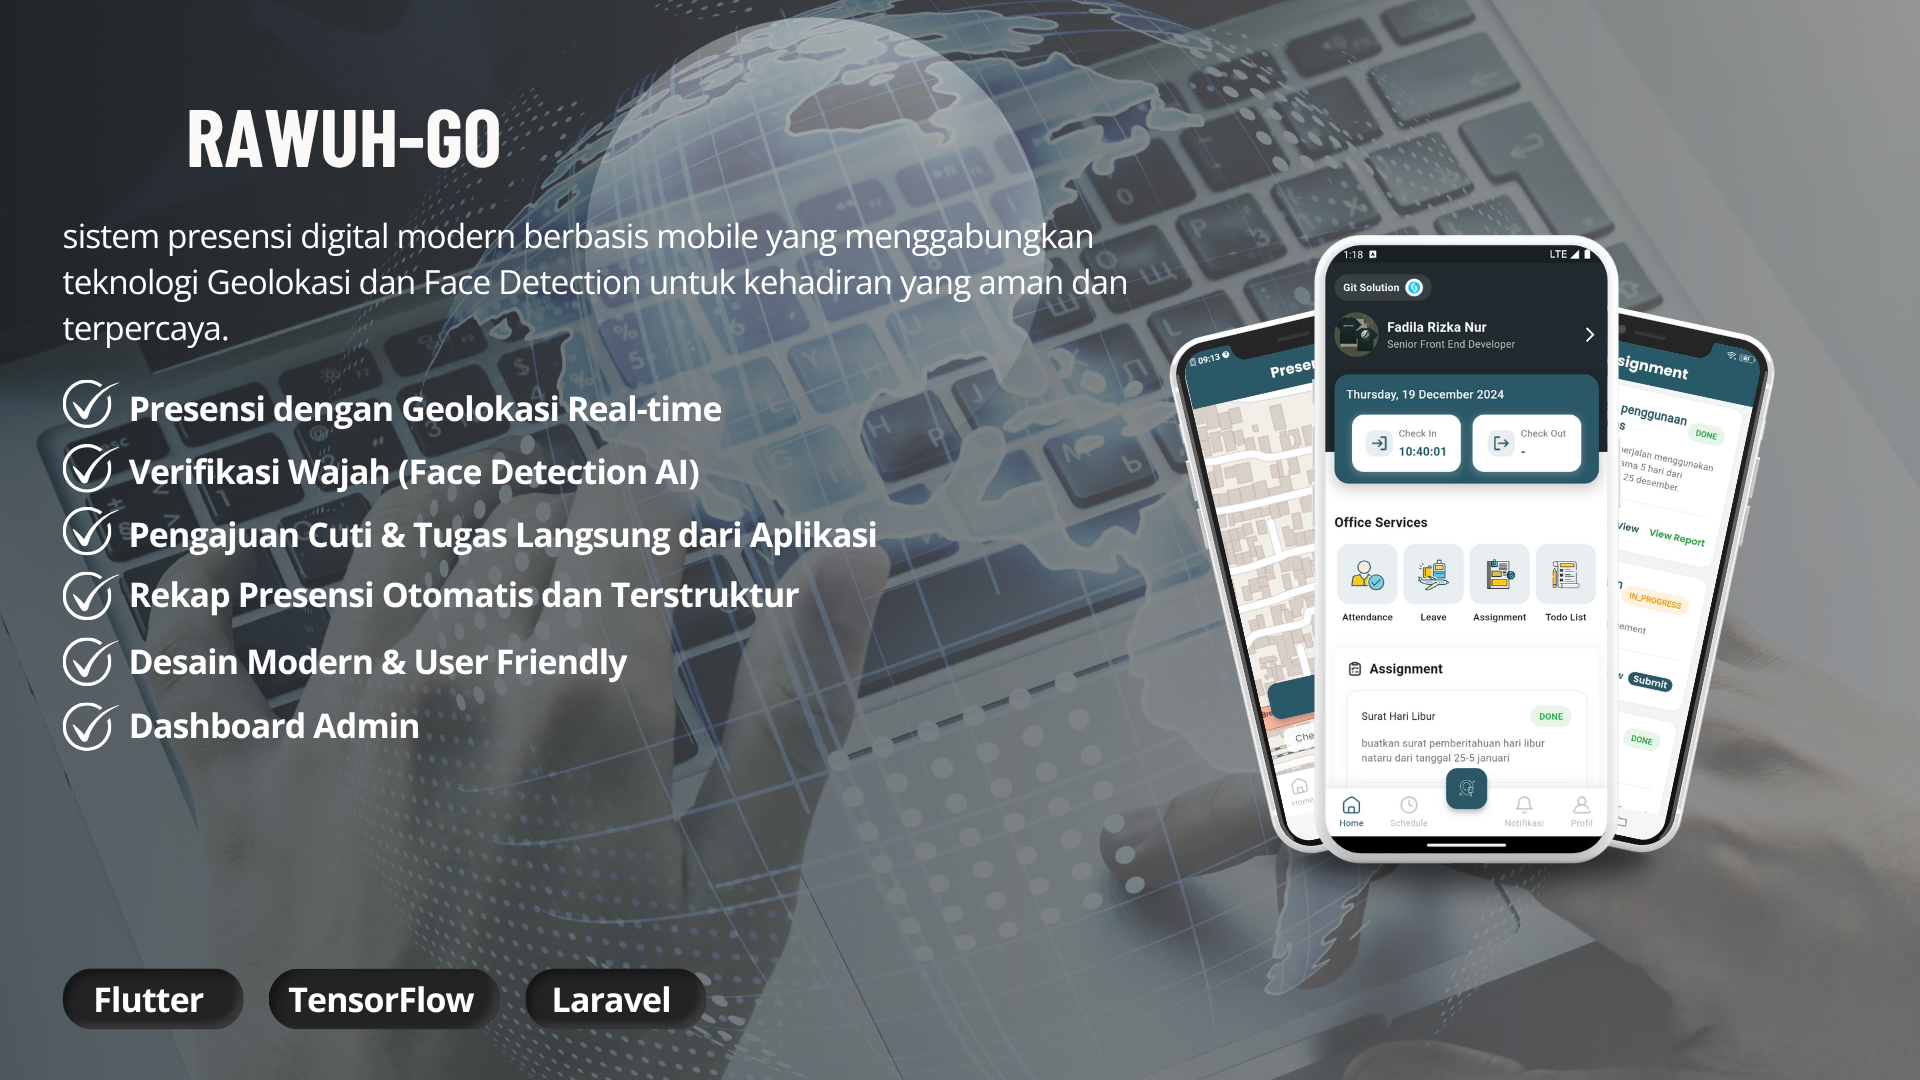 RAWUH-GO
sistem presensi digital modern berbasis mobile yang menggabungkan
teknologi Geolokasi dan Face Detection untuk kehadiran yang aman dan
terpercaya.
Presensi dengan Geolokasi Real-time
Verifikasi Wajah (Face Detection AI)
Pengajuan Cuti & Tugas Langsung dari Aplikasi
Rekap Presensi Otomatis dan Terstruktur
Desain Modern & User Friendly
Dashboard Admin
Flutter
TensorFlow
Laravel
09:13
Home
1:18
LTE
Git Solution
Fadila Rizka Nur
Senior Front End Developer
Thursday, 19 December 2024
Check In
10:40:01
Check Out
-
Office Services
Attendance
Leave
Assignment
Todo List
Assignment
Surat Hari Libur
DONE
buatkan surat pemberitahuan hari libur
nataru dari tanggal 25-5 januari
Home
Schedule
Notifikasi
Profil
penggunaan
DONE
menggunakan
5 hari dari
25 desember.
View
View Report
IN_PROGRESS
Submit
DONE